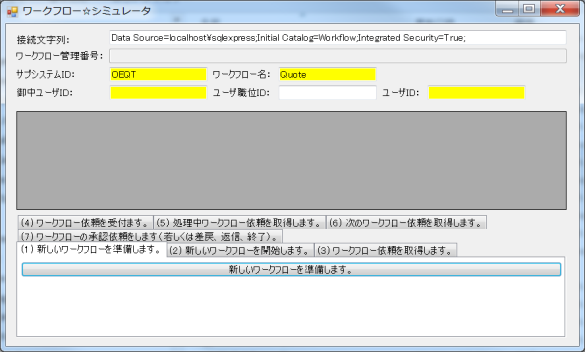 ワークフロー☆シミュレータ
接続文字列: Data Source=localhost¥sqlexpress;Initial Catalog=Workflow;Integrated Security=True;
ワークフロー管理番号:
サブシステムID: OEQT ワークフロー名: Quote
御中ユーザID: ユーザ職位ID: ユーザID:
(4) ワークフロー依頼を受付ます。 (5) 処理中ワークフロー依頼を取得します。 (6) 次のワークフロー依頼を取得します。
(7) ワークフローの承認依頼をします(若しくは差戻、返信、終了)。
(1) 新しいワークフローを準備します。 (2) 新しいワークフローを開始します。 (3) ワークフロー依頼を取得します。
新しいワークフローを準備します。